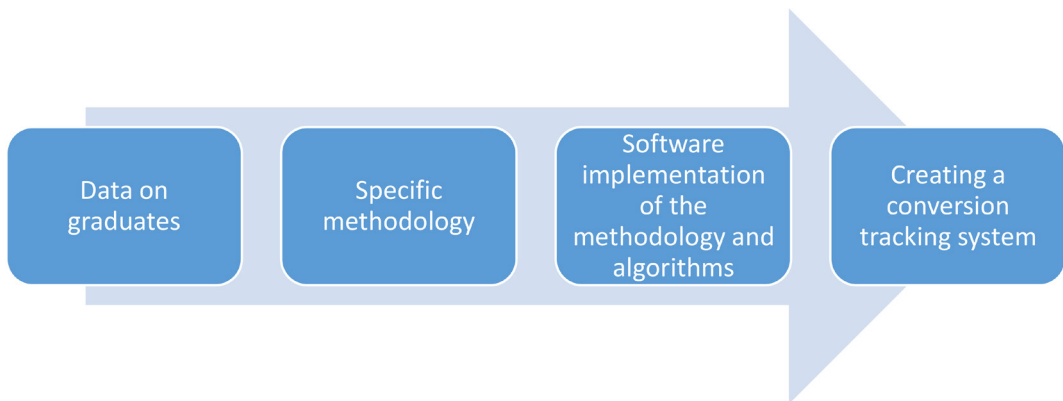 Data on
graduates
Specific
methodology
Software
implementation
of the
methodology and
algorithms
Creating a
conversion
tracking system